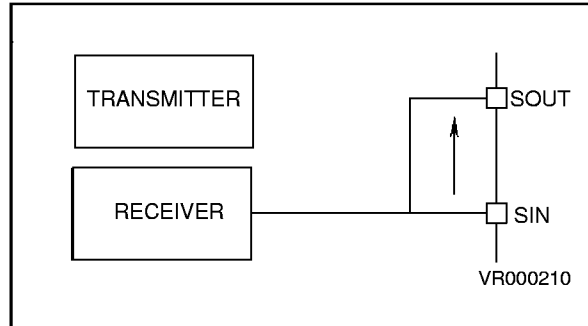 TRANSMITTER
SOUT
RECEIVER
SIN
VR000210